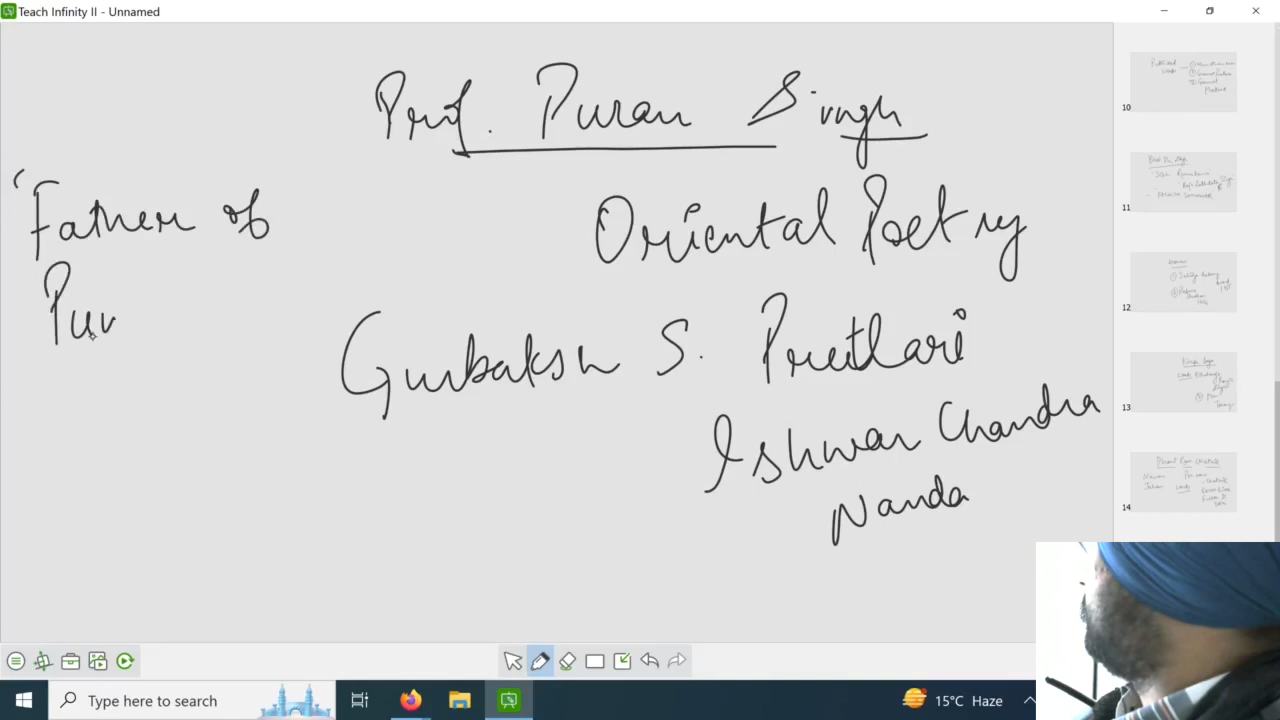 Teach Infinity II - Unnamed
Prof. Puran Singh
'Father of
Oriental Poetry
Pur
Gurbaksh S. Preetlari
Ishwar Chandra
Nanda
10
11
12
13
14
Type here to search
15°C Haze